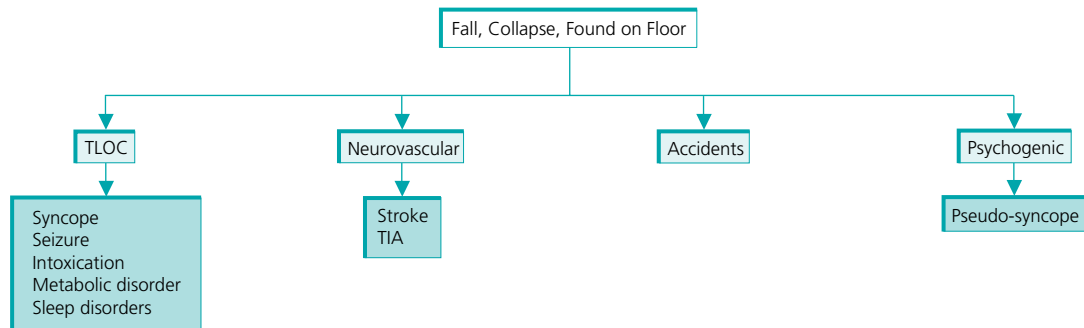 Fall, Collapse, Found on Floor
TLOC
Neurovascular
Accidents
Psychogenic
Syncope
Seizure
Intoxication
Metabolic disorder
Sleep disorders
Stroke
TIA
Pseudo-syncope